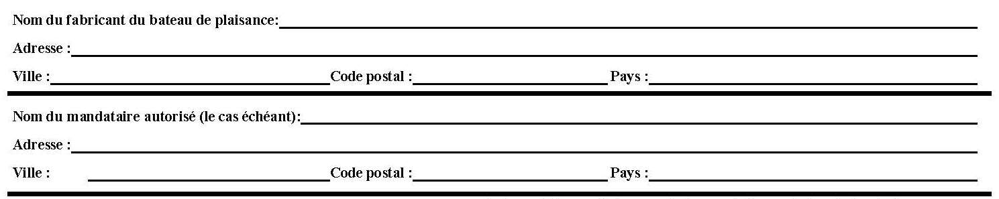 Nom du fabricant du bateau de plaisance:
Adresse :
Ville : Code postal : Pays :
Nom du mandataire autorisé (le cas échéant):
Adresse :
Ville : Code postal : Pays :